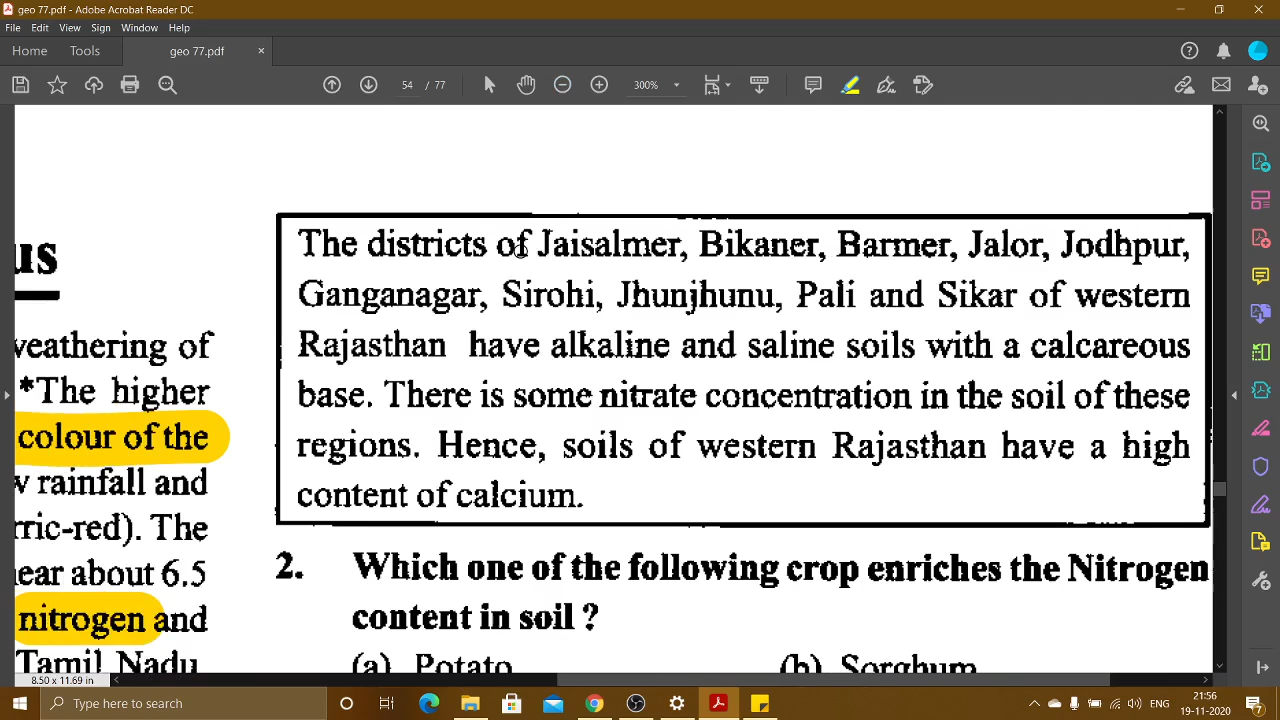 geo 77.pdf - Adobe Acrobat Reader DC
File Edit View Sign Window Help
Home Tools geo 77.pdf ×
54 / 77 300%
us
weathering of
*The higher
colour of the
rainfall and
rric-red). The
near about 6.5
nitrogen and
Tamil Nadu
The districts of Jaisalmer, Bikaner, Barmer, Jalor, Jodhpur,
Ganganagar, Sirohi, Jhunjhunu, Pali and Sikar of western
Rajasthan have alkaline and saline soils with a calcareous
base. There is some nitrate concentration in the soil of these
regions. Hence, soils of western Rajasthan have a high
content of calcium.
2. Which one of the following crop enriches the Nitrogen
content in soil ?
(a) Potato (b) Sorghum
8.50 x 11.69 in
Type here to search
ENG
21:56
19-11-2020
7